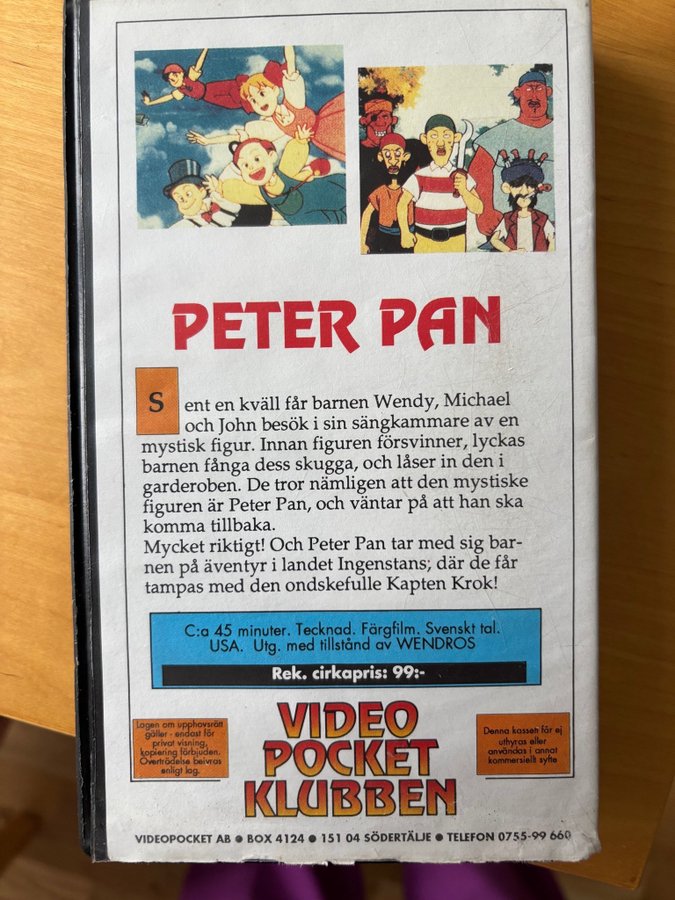 PETER PAN
Sent en kväll får barnen Wendy, Michael
och John besök i sin sängkammare av en
mystisk figur. Innan figuren försvinner, lyckas
barnen fånga dess skugga, och låser in den i
garderoben. De tror nämligen att den mystiske
figuren är Peter Pan, och väntar på att han ska
komma tillbaka.
Mycket riktigt! Och Peter Pan tar med sig bar-
nen på äventyr i landet Ingenstans; där de får
tampas med den ondskefulle Kapten Krok!
C:a 45 minuter. Tecknad. Färgfilm. Svenskt tal.
USA. Utg. med tillstånd av WENDROS
Rek. cirkapris: 99:-
Lagen om upphovsrätt
gäller - endast för
privat visning,
kopiering förbjuden.
Överträdelse beivras
enligt lag.
VIDEO
POCKET
KLUBBEN
Denna kassett får ej
uthyras eller
användas i annat
kommersiellt syfte
VIDEOPOCKET AB ● BOX 4124 ● 151 04 SÖDERTÄLJE ● TELEFON 0755-99 660